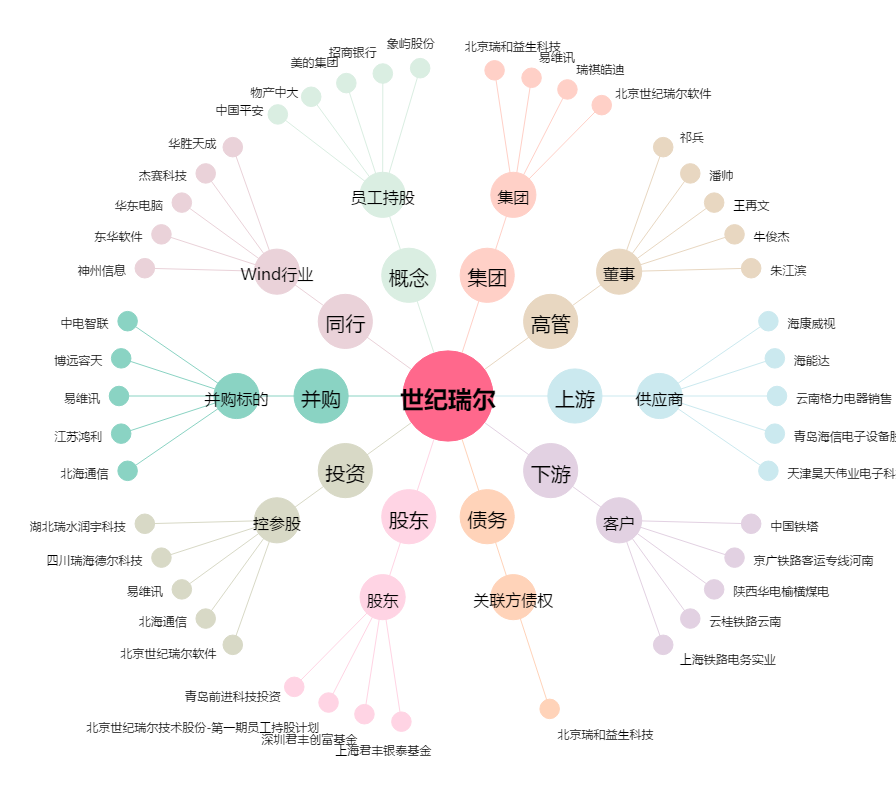 象屿股份
招商银行
美的集团
物产中大
中国平安
员工持股
概念
北京瑞和益生科技
易维讯
瑞祺皓迪
北京世纪瑞尔软件
集团
集团
华胜天成
杰赛科技
华东电脑
东华软件
神州信息
Wind行业
同行
祁兵
潘帅
王再文
牛俊杰
朱江滨
董事
高管
中电智联
博远容天
易维讯
江苏鸿利
北海通信
并购标的
并购
世纪瑞尔
上游
供应商
海康威视
海能达
云南格力电器销售
青岛海信电子设备股
天津昊天伟业电子科
投资
控参股
湖北瑞水润宇科技
四川瑞海德尔科技
易维讯
北海通信
北京世纪瑞尔软件
下游
客户
中国铁塔
京广铁路客运专线河南
陕西华电榆横煤电
云桂铁路云南
上海铁路电务实业
股东
股东
青岛前进科技投资
北京世纪瑞尔技术股份-第一期员工持股计划
深圳君丰创富基金
上海君丰银泰基金
债务
关联方债权
北京瑞和益生科技